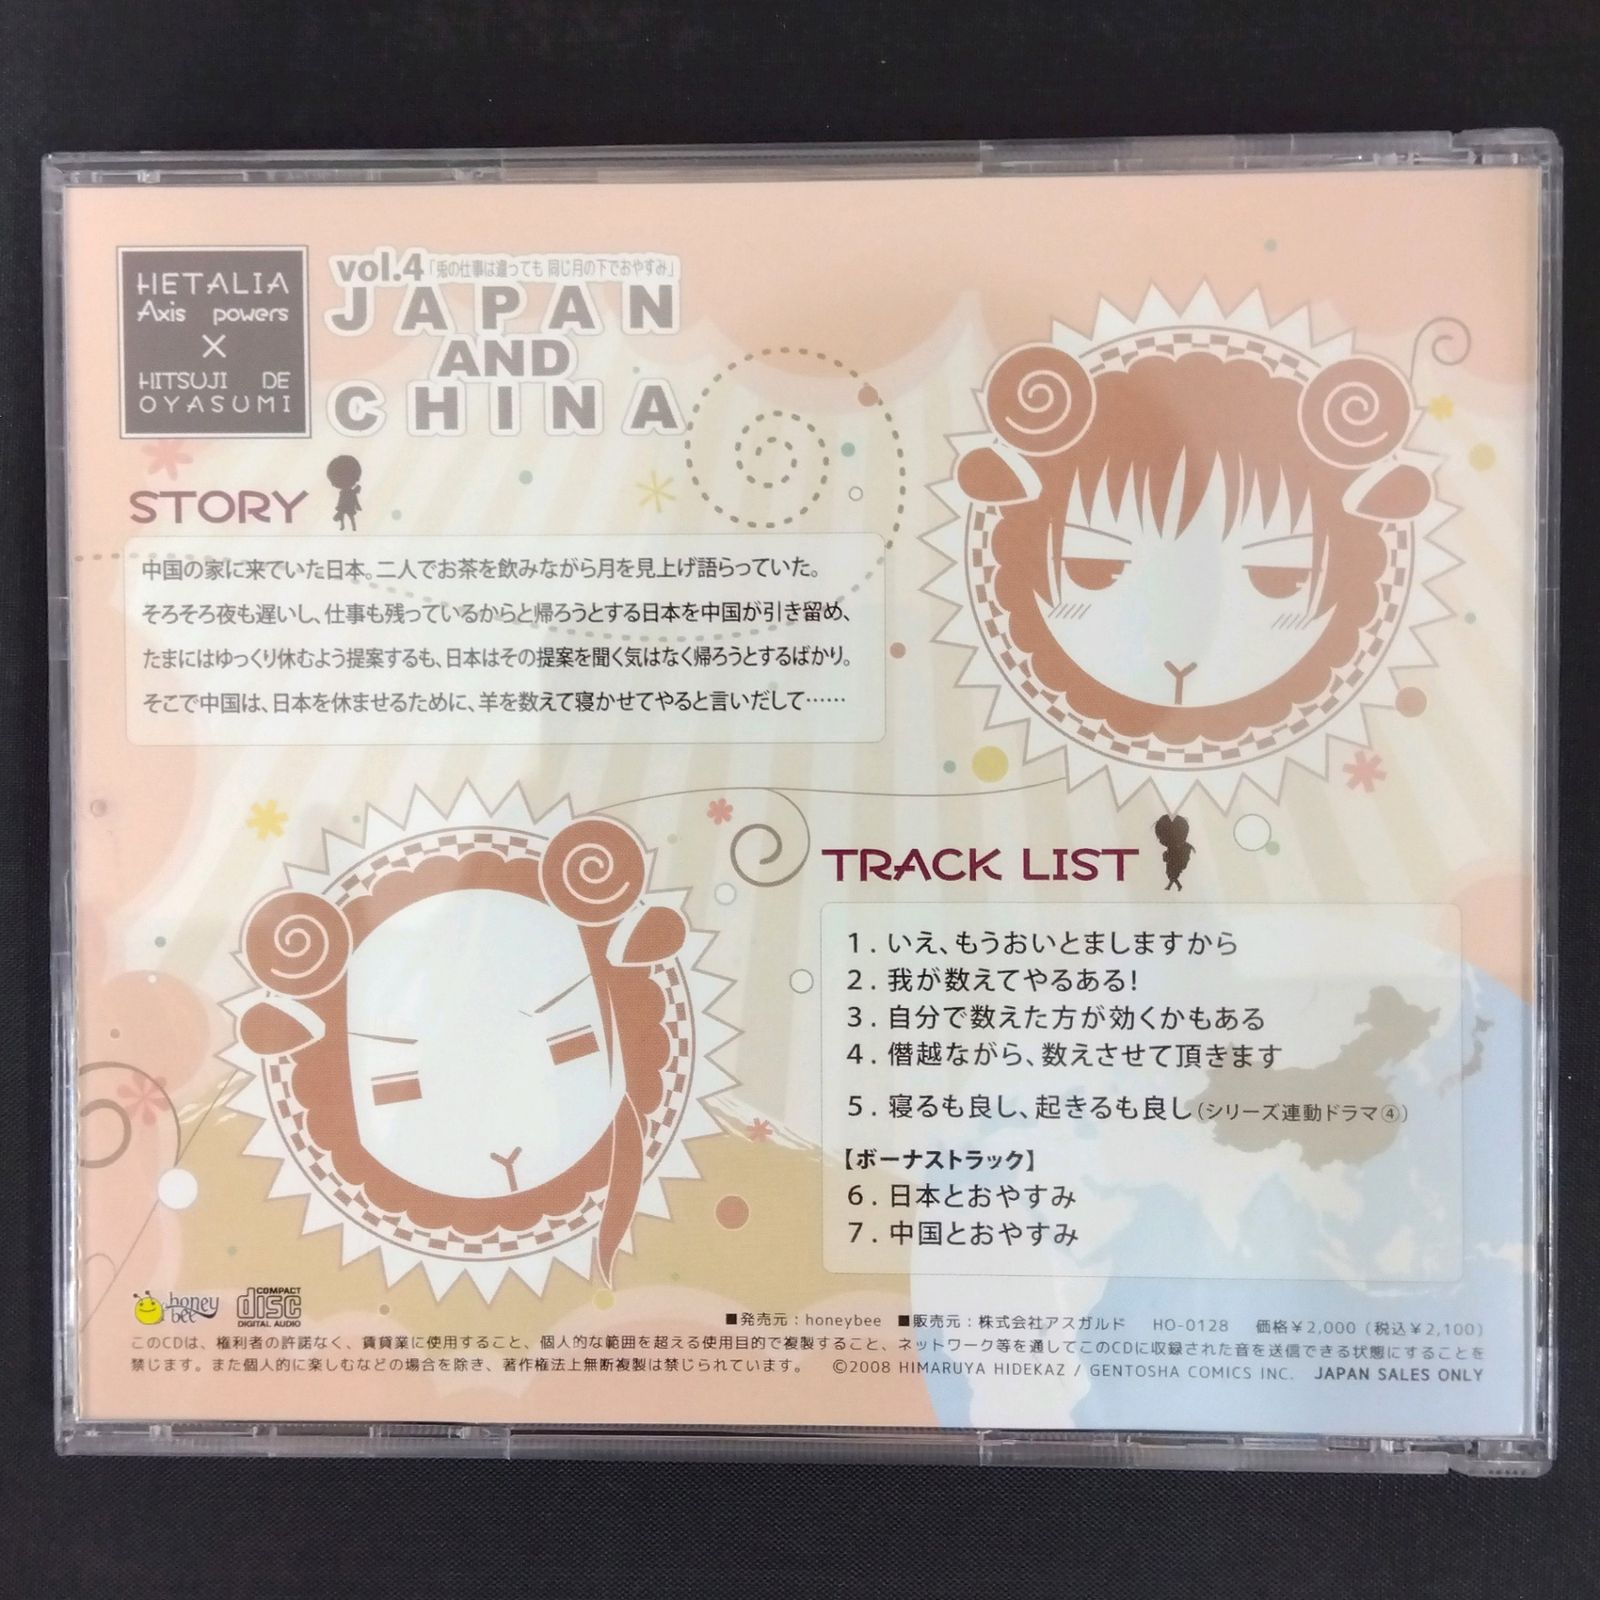 HETALIA
Axis powers
×
HITSUJI DE
OYASUMI
vol.4「兎の仕事は違っても 同じ月の下でおやすみ」
JAPAN
AND
CHINA
STORY
中国の家に来ていた日本。二人でお茶を飲みながら月を見上げ語らっていた。
そろそろ夜も遅いし、仕事も残っているからと帰ろうとする日本を中国が引き留め、
たまにはゆっくり休むよう提案するも、日本はその提案を聞く気はなく帰ろうとするばかり。
そこで中国は、日本を休ませるために、羊を数えて寝かせてやると言いだして……
TRACK LIST
1. いえ、もうおいとましますから
2. 我が数えてやるある!
3. 自分で数えた方が効くかもある
4. 僭越ながら、数えさせて頂きます
5. 寝るも良し、起きるも良し(シリーズ連動ドラマ④)
【ボーナストラック】
6. 日本とおやすみ
7. 中国とおやすみ
honey bee
COMPACT disc DIGITAL AUDIO
■発売元：honeybee ■販売元：株式会社アスガルド HO-0128 価格￥2,000 (税込￥2,100)
このCDは、権利者の許諾なく、賃貸業に使用すること、個人的な範囲を超える使用目的で複製すること、ネットワーク等を通してこのCDに収録された音を送信できる状態にすることを
禁じます。また個人的に楽しむなどの場合を除き、著作権法上無断複製は禁じられています。 ©2008 HIMARUYA HIDEKAZ / GENTOSHA COMICS INC. JAPAN SALES ONLY